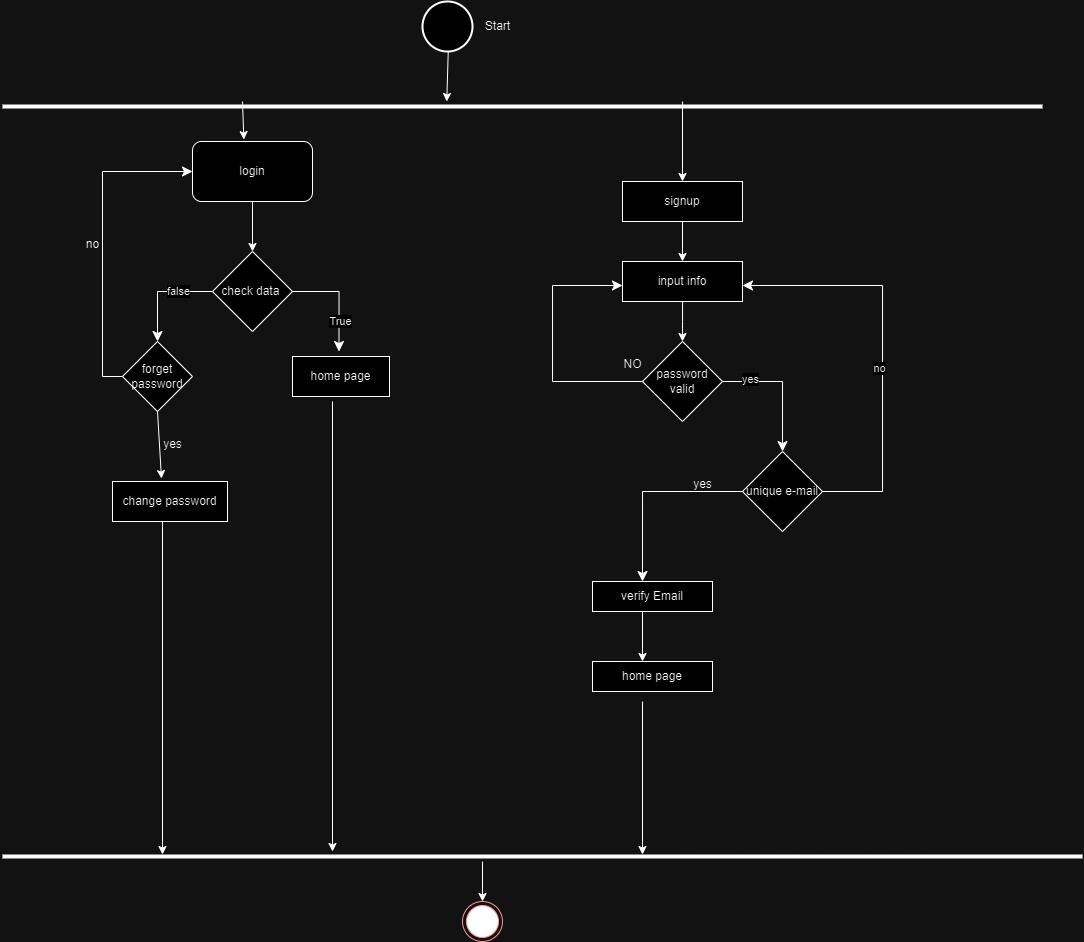 Start
login
signup
no
input info
false
check data
True
forget
password
home page
NO
password
valid
yes
no
yes
change password
yes
unique e-mail
verify Email
home page